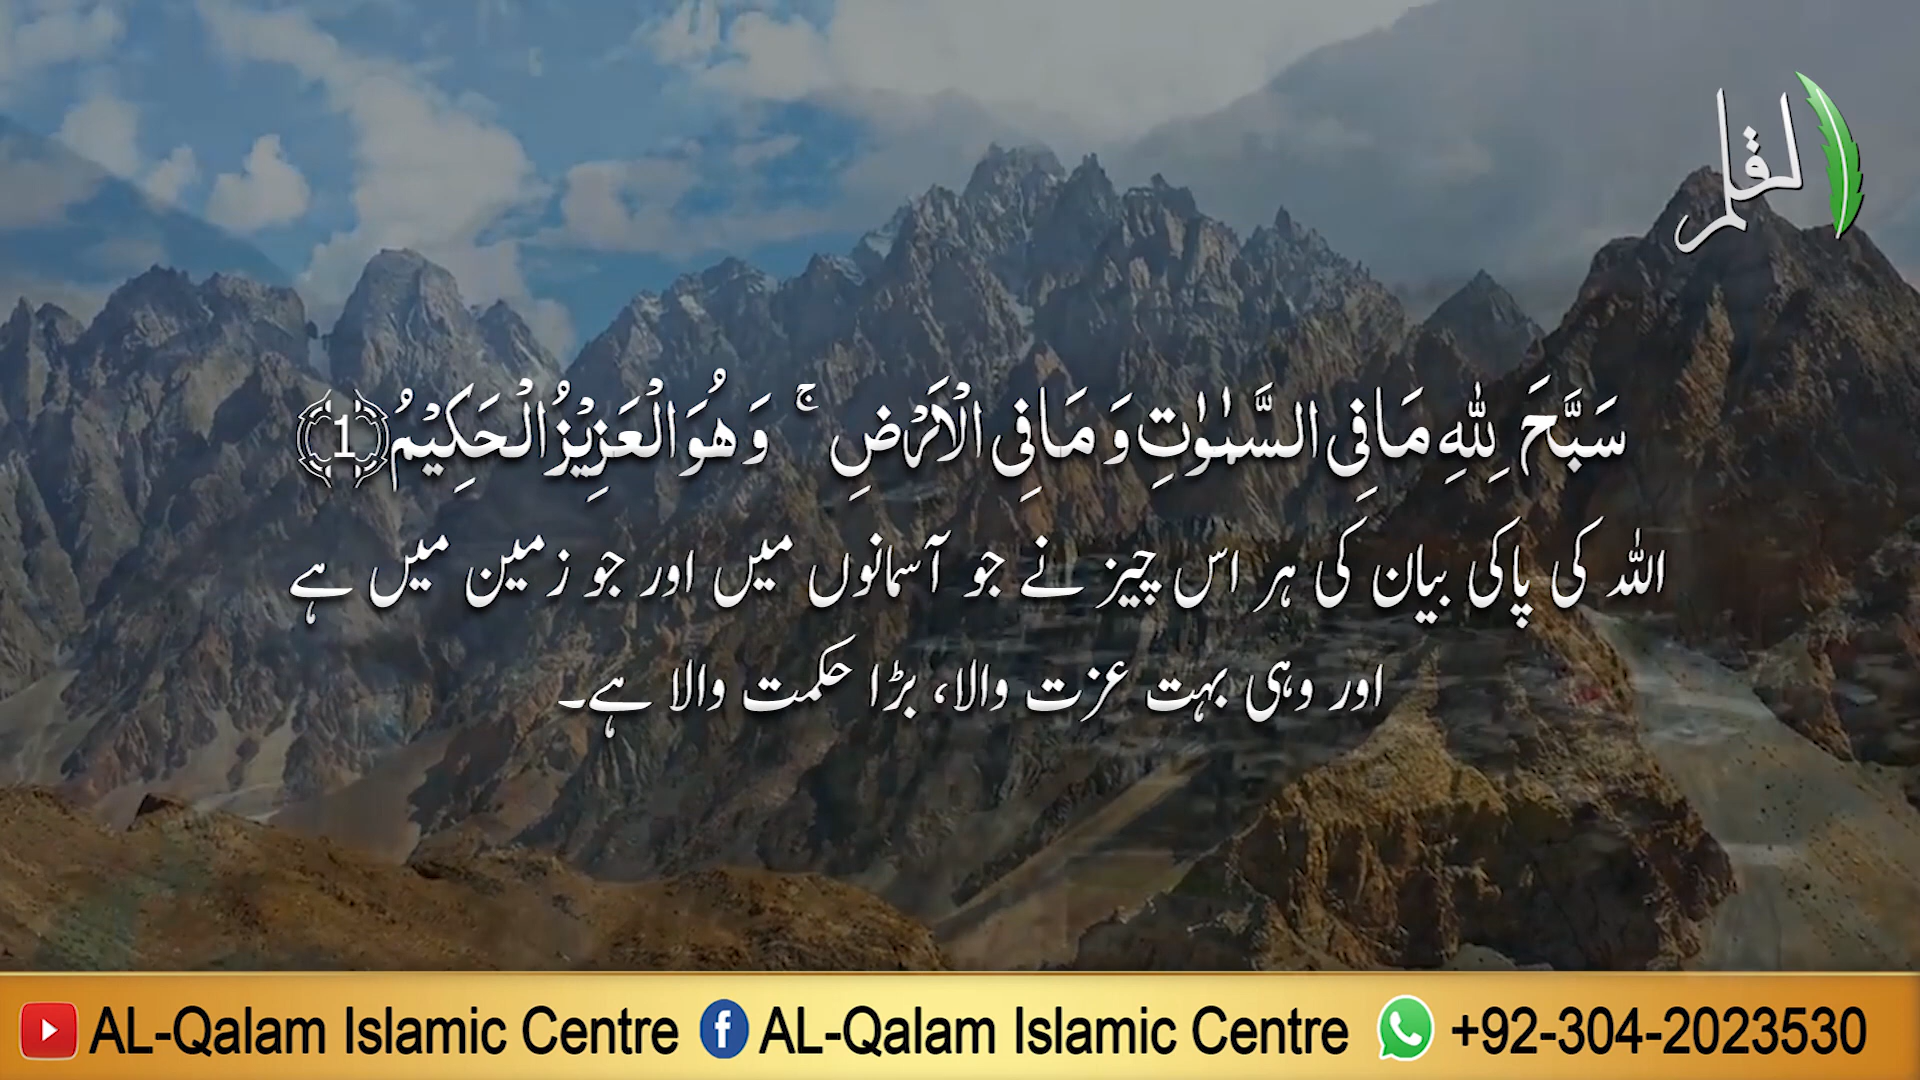 القلم
سَبَّحَ لِلّٰهِ مَا فِی السَّمٰوٰتِ وَ مَا فِی الْاَرْضِ ۚ وَ هُوَ الْعَزِیْزُ الْحَكِیْمُ ﴿1﴾
اللہ کی پاکی بیان کی ہر اس چیز نے جو آسمانوں میں اور جو زمین میں ہے
اور وہی بہت عزت والا، بڑا حکمت والا ہے۔
AL-Qalam Islamic Centre AL-Qalam Islamic Centre +92-304-2023530